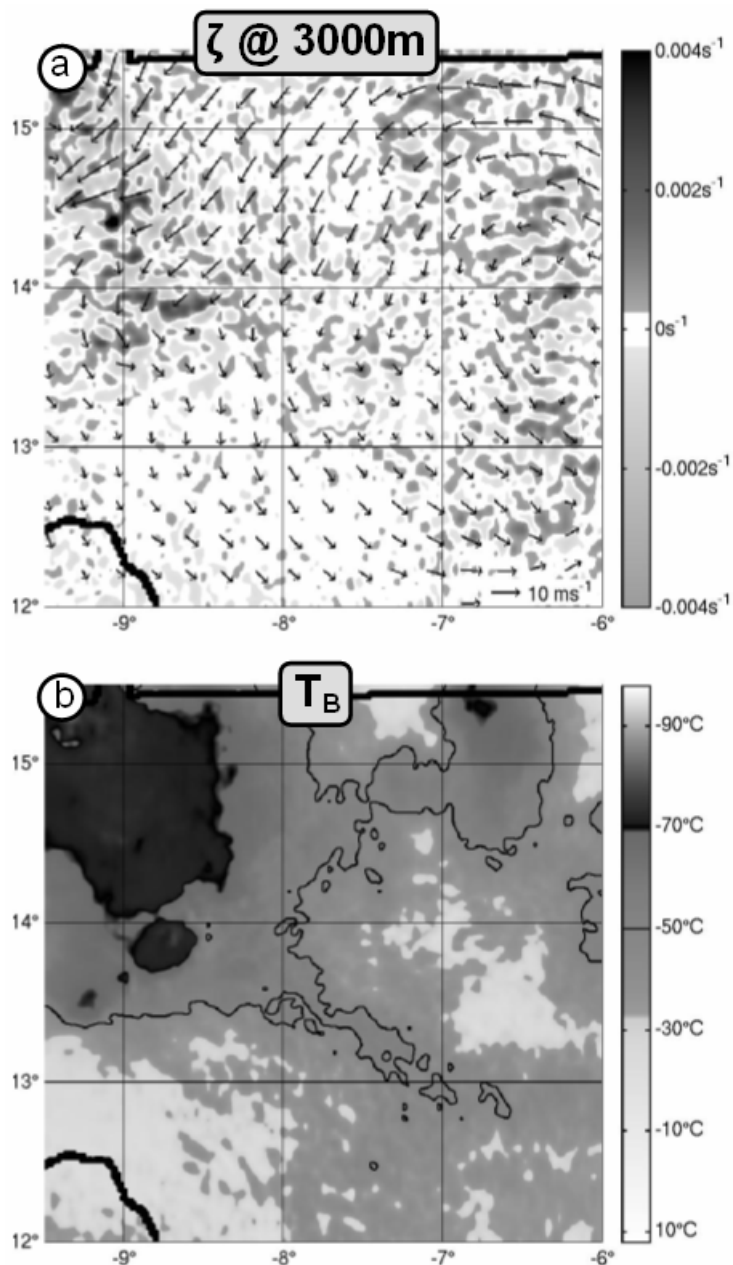 ζ @ 3000m
a
0.004s⁻¹
15°
0.002s⁻¹
14°
0s⁻¹
13°
-0.002s⁻¹
10 ms⁻¹
12°
-0.004s⁻¹
-9°
-8°
-7°
-6°
b
T_B
-90°C
15°
-70°C
14°
-50°C
-30°C
13°
-10°C
12°
10°C
-9°
-8°
-7°
-6°